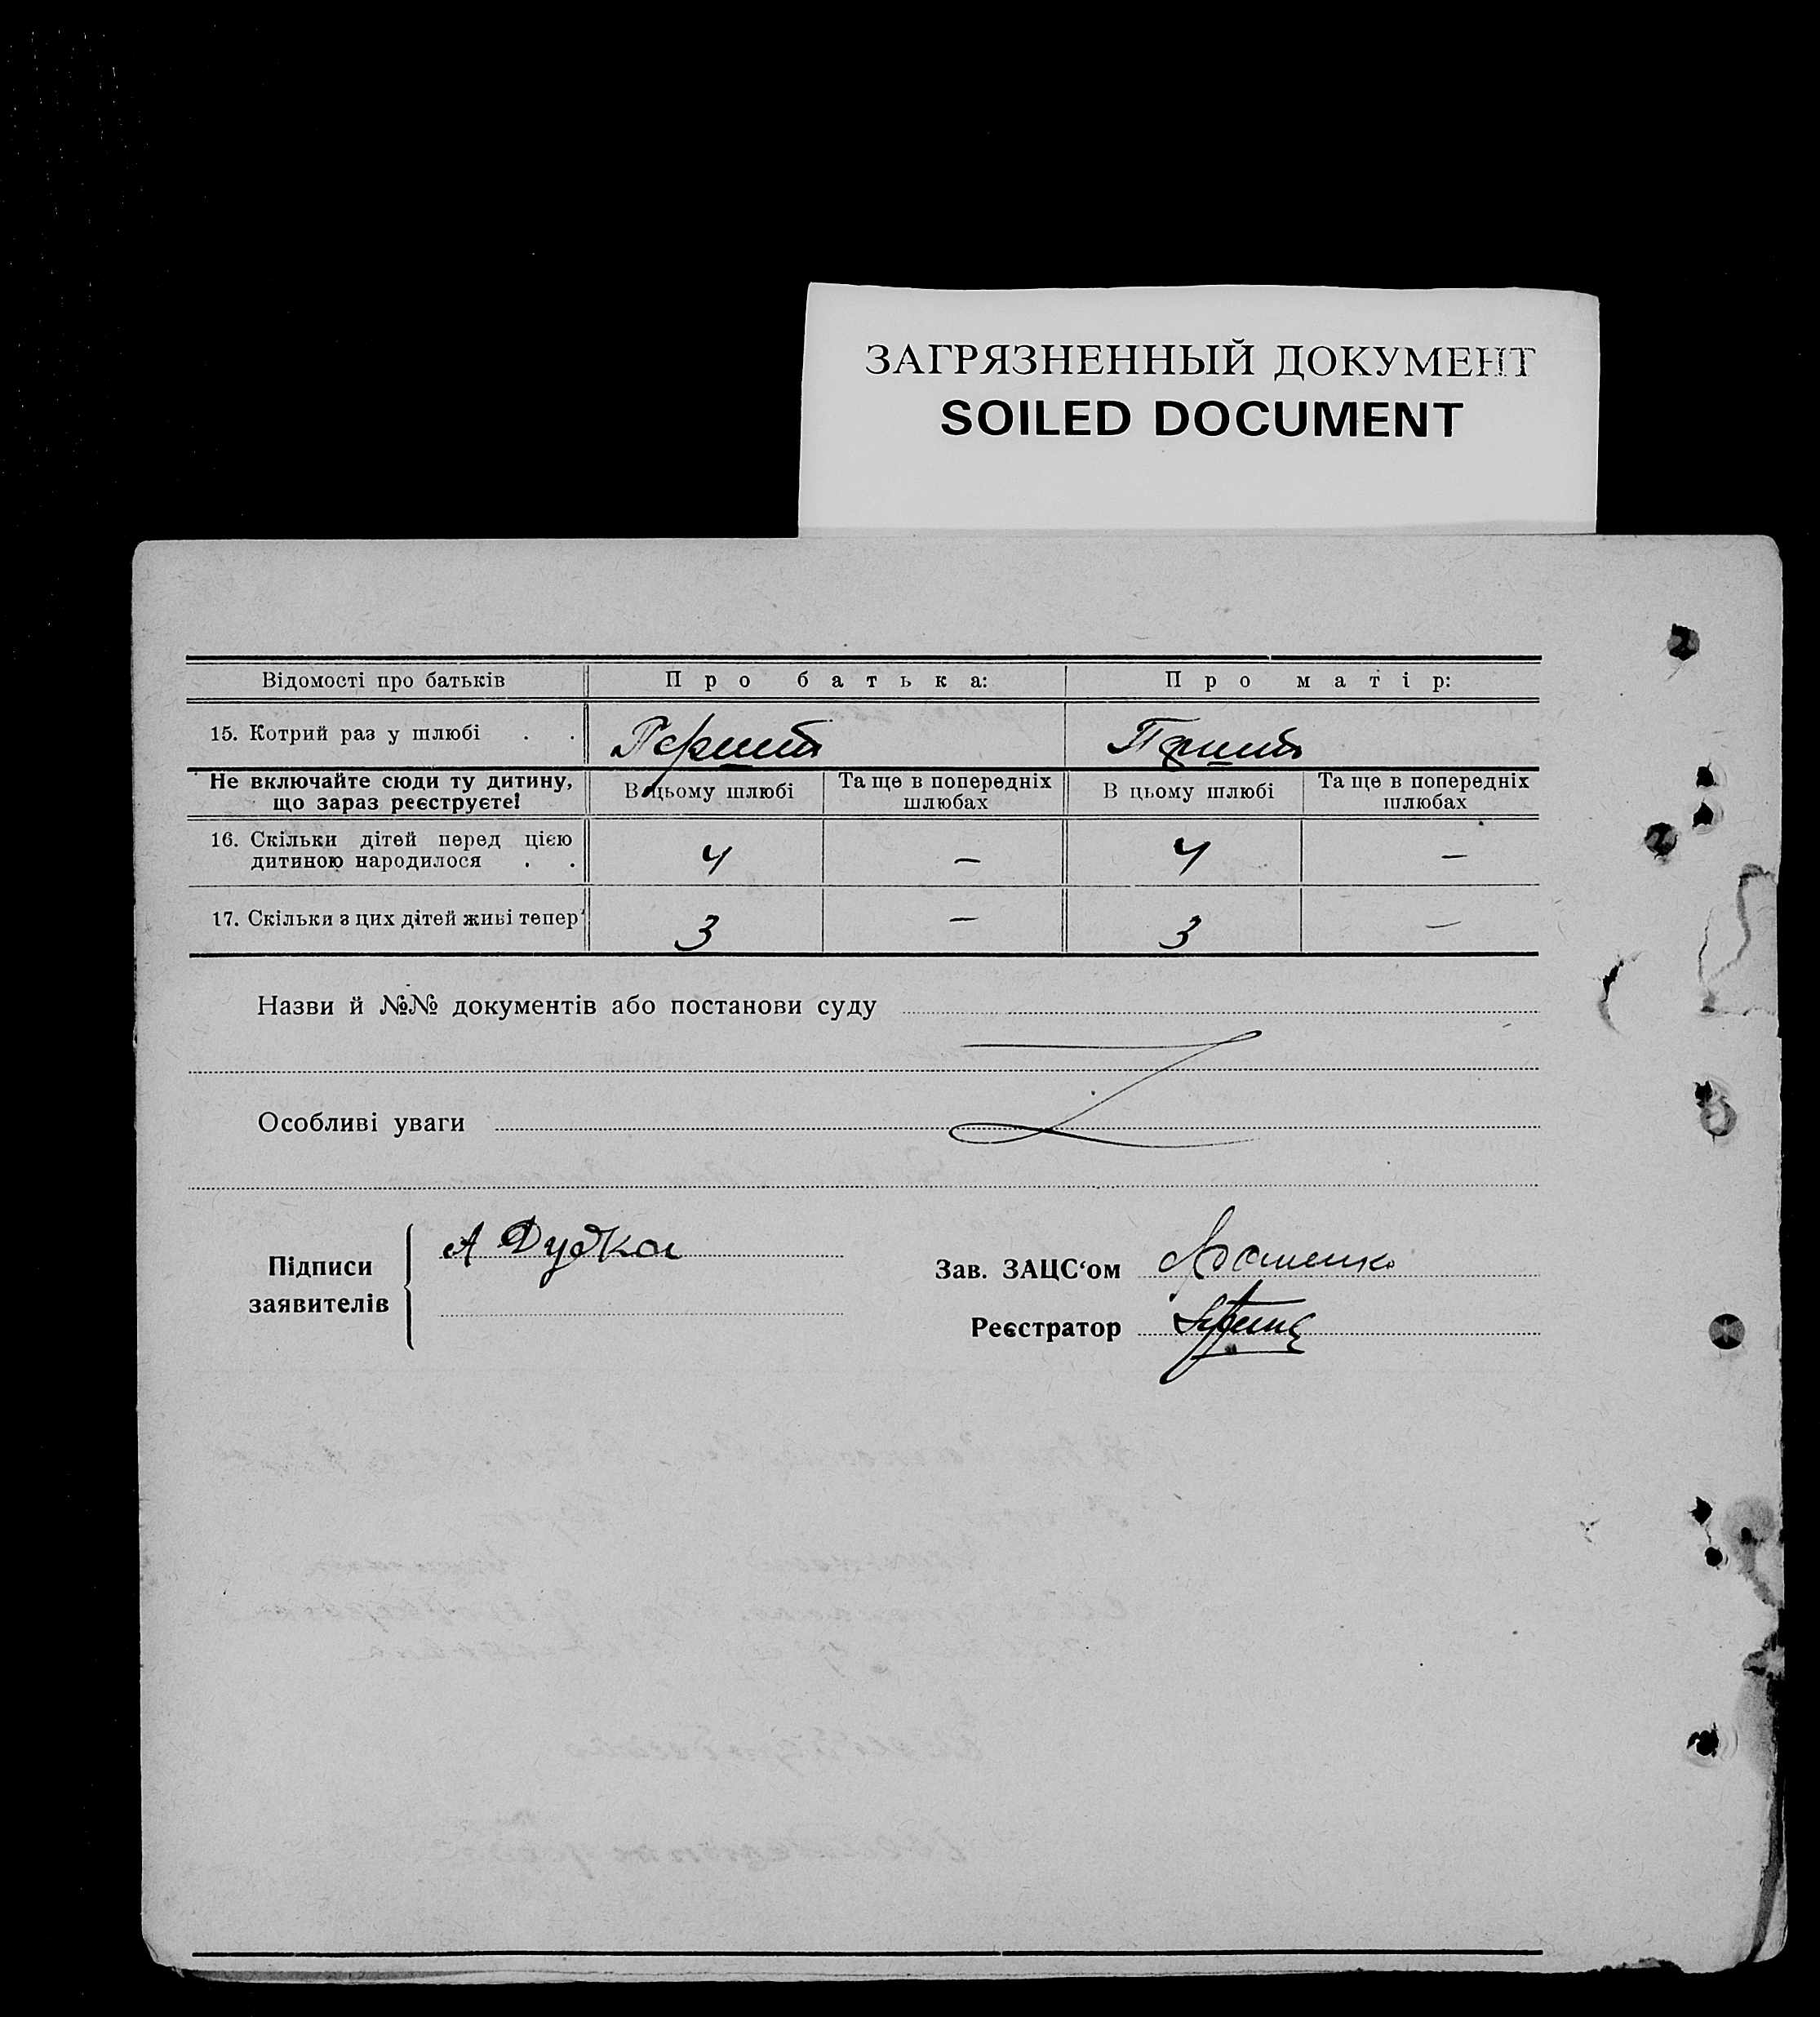 ЗАГРЯЗНЕННЫЙ ДОКУМЕНТ
SOILED DOCUMENT
Відомості про батьків Про батька: Про матір:
15. Котрий раз у шлюбі . .
Не включайте сюди ту дитину, що зараз реєструєте! В цьому шлюбі Та ще в попередніх шлюбах В цьому шлюбі Та ще в попередніх шлюбах
16. Скільки дітей перед цією
дитиною народилося . . 4 — 4 —
17. Скільки з цих дітей живі тепер 3 — 3 —
Назви й №№ документів або постанови суду
Особливі уваги
Підписи
заявителів
А Дудка
Зав. ЗАЦС‘ом
Реєстратор